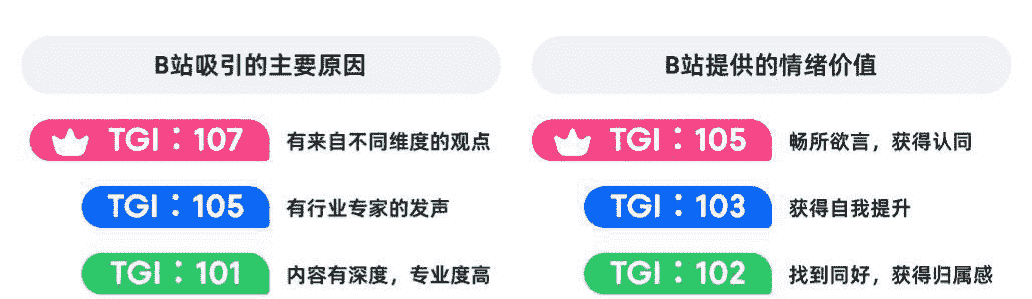 B站吸引的主要原因
TGI：107 有来自不同维度的观点
TGI：105 有行业专家的发声
TGI：101 内容有深度，专业度高
B站提供的情绪价值
TGI：105 畅所欲言，获得认同
TGI：103 获得自我提升
TGI：102 找到同好，获得归属感